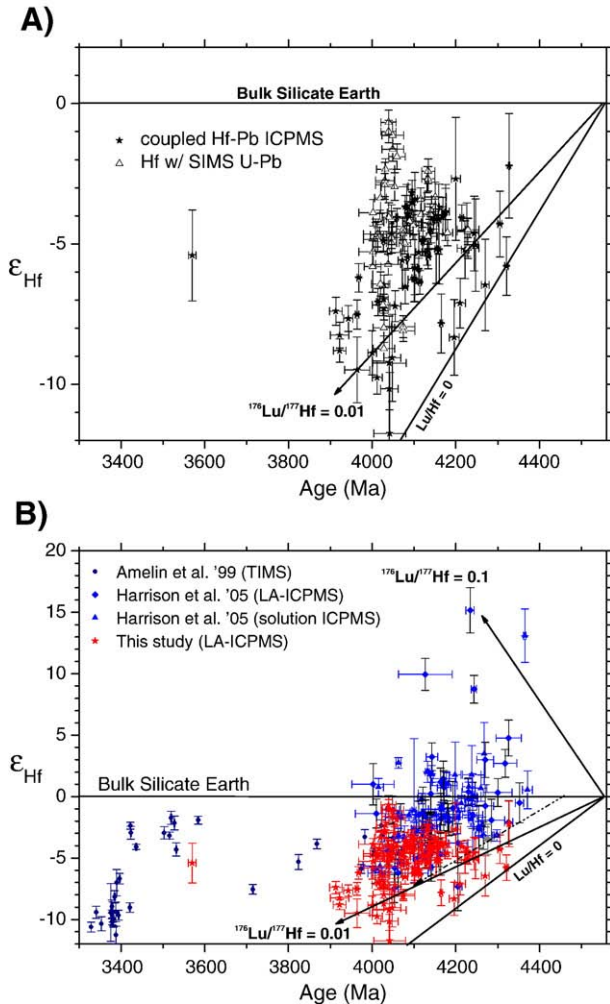 A)
Bulk Silicate Earth
0
coupled Hf-Pb ICPMS
Hf w/ SIMS U-Pb
-5
εHf
-10
¹⁷⁶Lu/¹⁷⁷Hf = 0.01
Lu/Hf = 0
3400 3600 3800 4000 4200 4400
Age (Ma)
B)
20
Amelin et al. '99 (TIMS)
Harrison et al. '05 (LA-ICPMS)
Harrison et al. '05 (solution ICPMS)
This study (LA-ICPMS)
¹⁷⁶Lu/¹⁷⁷Hf = 0.1
15
10
5
εHf
Bulk Silicate Earth
0
-5
Lu/Hf = 0
-10
¹⁷⁶Lu/¹⁷⁷Hf = 0.01
3400 3600 3800 4000 4200 4400
Age (Ma)